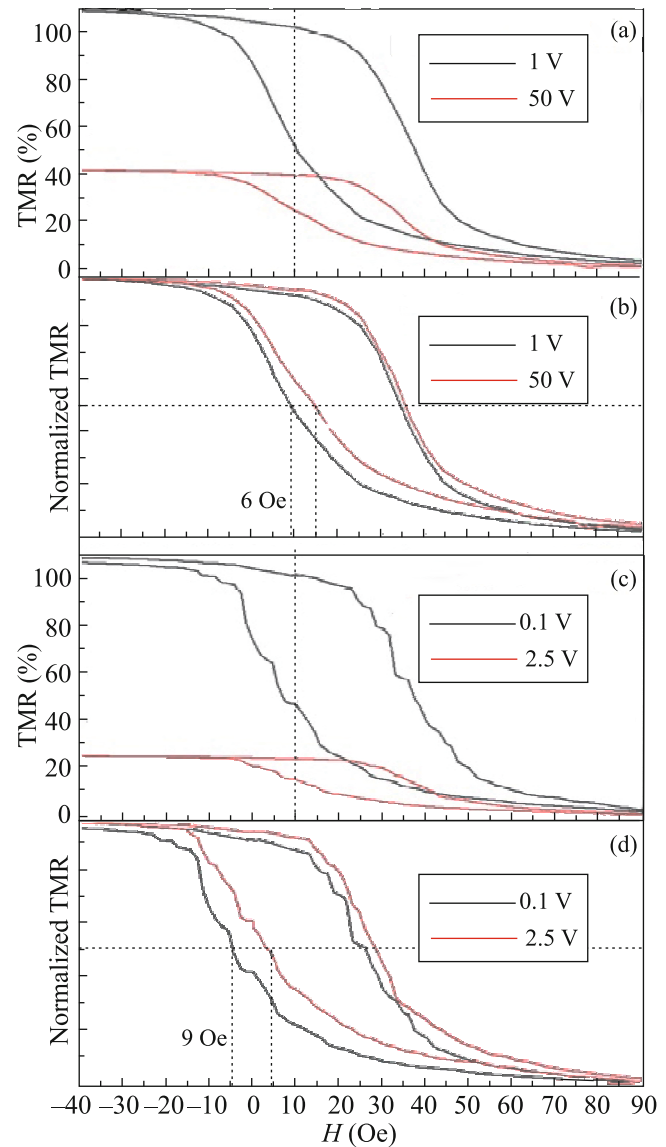 (a)
110
90
80
60
40
20
0
TMR (%)
1 V
50 V
(b)
Normalized TMR
1 V
50 V
6 Oe
(c)
100
80
60
40
20
0
TMR (%)
0.1 V
2.5 V
(d)
Normalized TMR
0.1 V
2.5 V
9 Oe
–40 –30 –20 –10 0 10 20 30 40 50 60 70 80 90
H (Oe)